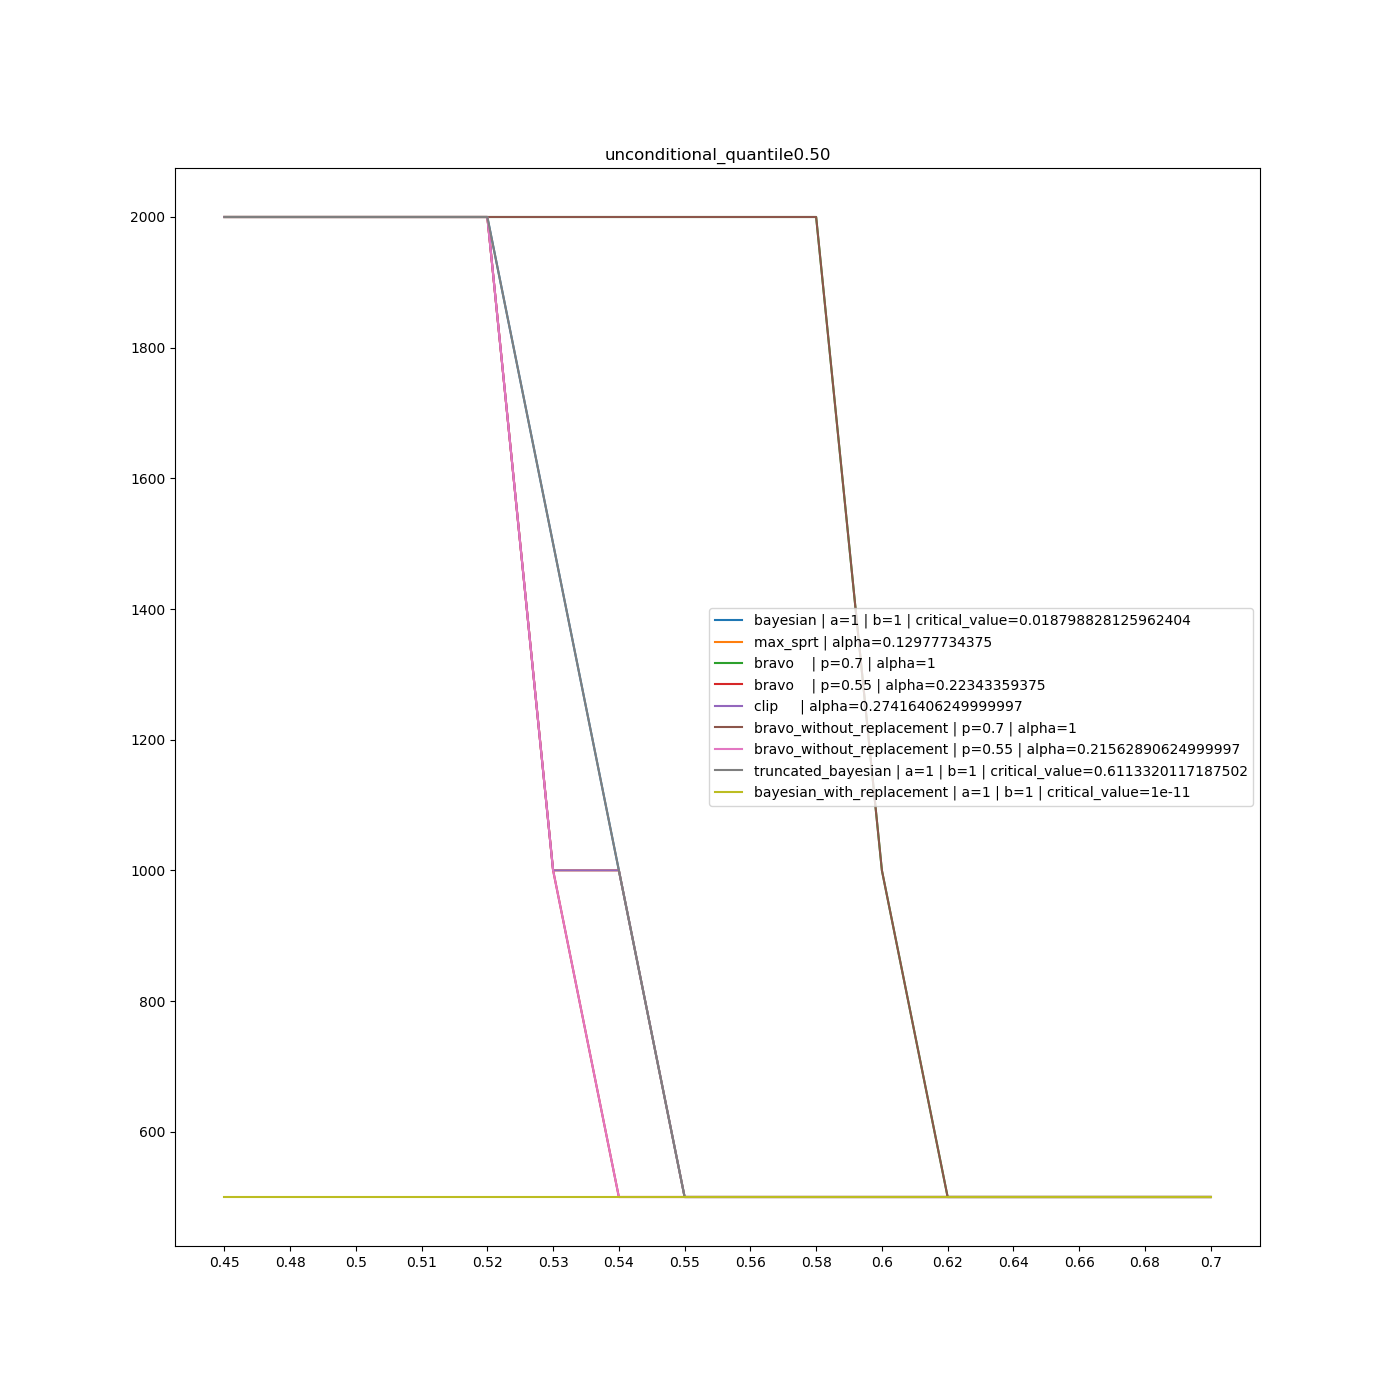 unconditional_quantile0.50
2000
1800
1600
1400
1200
1000
800
600
bayesian | a=1 | b=1 | critical_value=0.018798828125962404
max_sprt | alpha=0.12977734375
bravo    | p=0.7 | alpha=1
bravo    | p=0.55 | alpha=0.22343359375
clip     | alpha=0.27416406249999997
bravo_without_replacement | p=0.7 | alpha=1
bravo_without_replacement | p=0.55 | alpha=0.21562890624999997
truncated_bayesian | a=1 | b=1 | critical_value=0.6113320117187502
bayesian_with_replacement | a=1 | b=1 | critical_value=1e-11
0.45 0.48 0.5 0.51 0.52 0.53 0.54 0.55 0.56 0.58 0.6 0.62 0.64 0.66 0.68 0.7